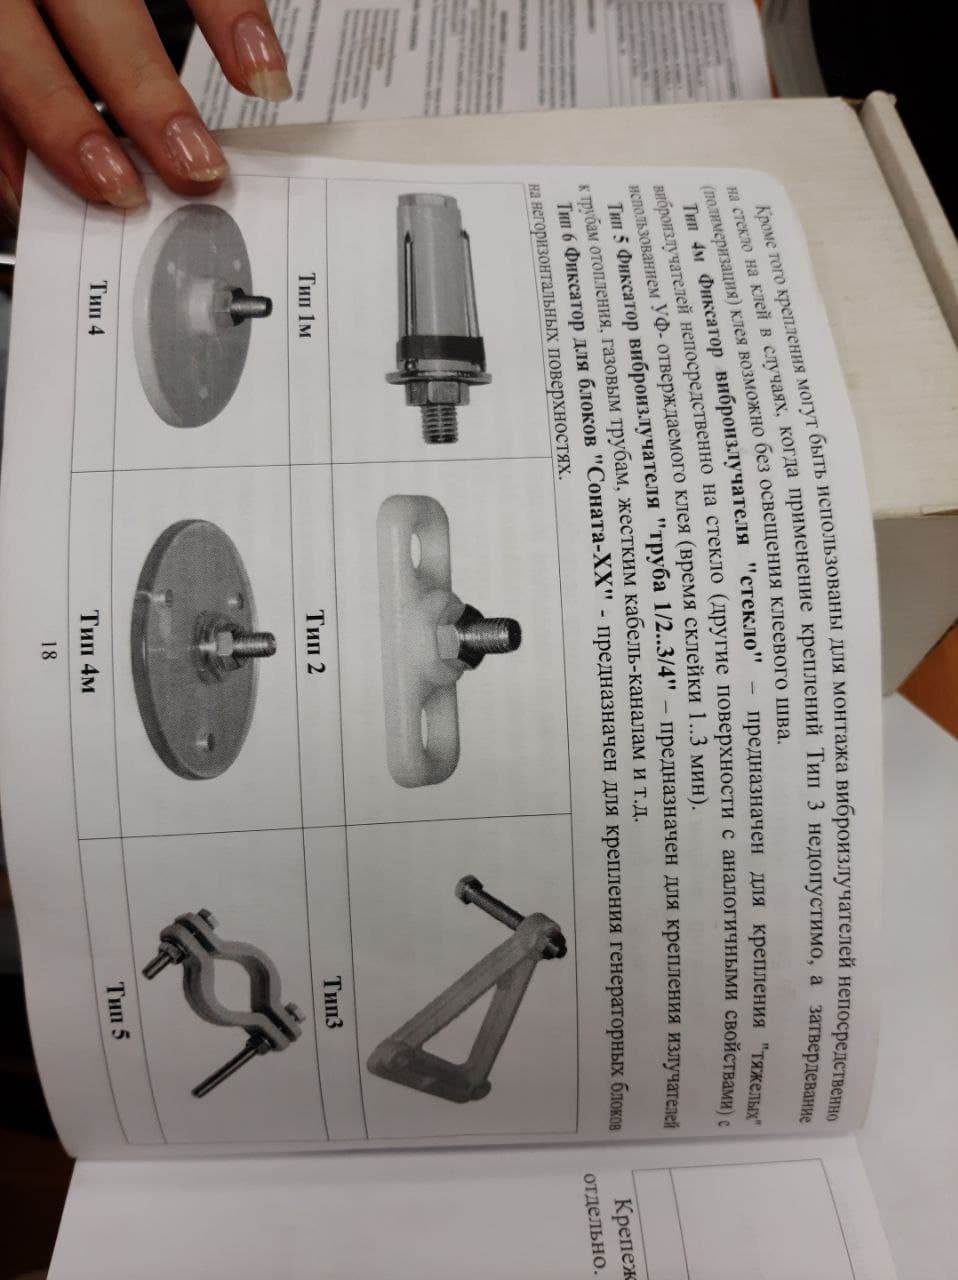 Кроме того крепления могут быть использованы для монтажа виброизлучателей непосредственно
на стекло на клей в случаях, когда применение креплений Тип 3 недопустимо, а затвердевание
(полимеризация) клея возможно без освещения клеевого шва.
Тип 4м Фиксатор виброизлучателя "стекло" – предназначен для крепления "тяжелых"
виброизлучателей непосредственно на стекло (другие поверхности с аналогичными свойствами) с
использованием УФ- отверждаемого клея (время склейки 1..3 мин).
Тип 5 Фиксатор виброизлучателя "труба 1/2..3/4" – предназначен для крепления излучателей
к трубам отопления, газовым трубам, жестким кабель-каналам и т.д.
Тип 6 Фиксатор для блоков "Соната-XX" - предназначен для крепления генераторных блоков
на негоризонтальных поверхностях.
Тип 1м
Тип 2
Тип3
Тип 4
Тип 4м
Тип 5
18
Крепеж
отдельно.